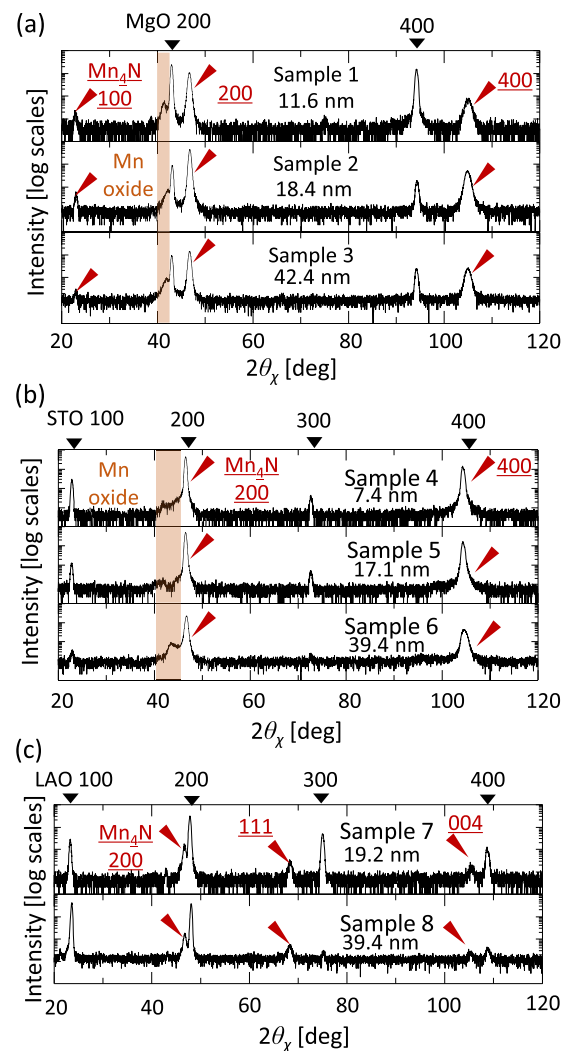 (a)
MgO 200
400
Mn₄N
100
200
Sample 1
11.6 nm
400
Mn
oxide
Sample 2
18.4 nm
Sample 3
42.4 nm
Intensity [log scales]
20 40 60 80 100 120
2θᵪ [deg]
(b)
STO 100 200 300 400
Mn
oxide
Mn₄N
200
Sample 4
7.4 nm
400
Sample 5
17.1 nm
Sample 6
39.4 nm
Intensity [log scales]
20 40 60 80 100 120
2θᵪ [deg]
(c)
LAO 100 200 300 400
Mn₄N
200
111
Sample 7
19.2 nm
004
Sample 8
39.4 nm
Intensity [log scales]
Intensity [log scales]
20 40 60 80 100 120
2θᵪ [deg]